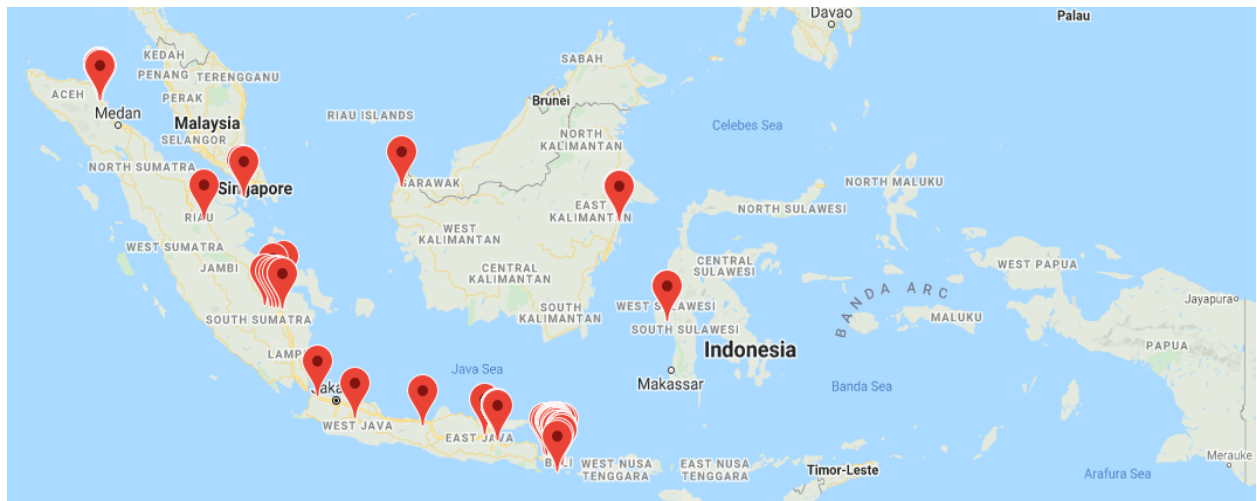 Davao
Palau
KEDAH
PENANG
TERENGGANU
SABAH
ACEH
PERAK
Medan
Malaysia
RIAU ISLANDS
Brunei
SELANGOR
NORTH
KALIMANTAN
Celebes Sea
NORTH SUMATRA
Singapore
SARAWAK
NORTH MALUKU
RIAU
EAST
KALIMANTAN
NORTH SULAWESI
WEST SUMATRA
WEST
KALIMANTAN
JAMBI
CENTRAL
KALIMANTAN
CENTRAL
SULAWESI
WEST PAPUA
BANDA ARC
Jayapura
SOUTH SUMATRA
SOUTH
KALIMANTAN
WEST SULAWESI
SOUTH SULAWESI
MALUKU
PAPUA
Indonesia
Java Sea
Makassar
Banda Sea
WEST JAVA
EAST JAVA
BALI
WEST NUSA
TENGGARA
EAST NUSA
TENGGARA
Timor-Leste
Merauke
Arafura Sea